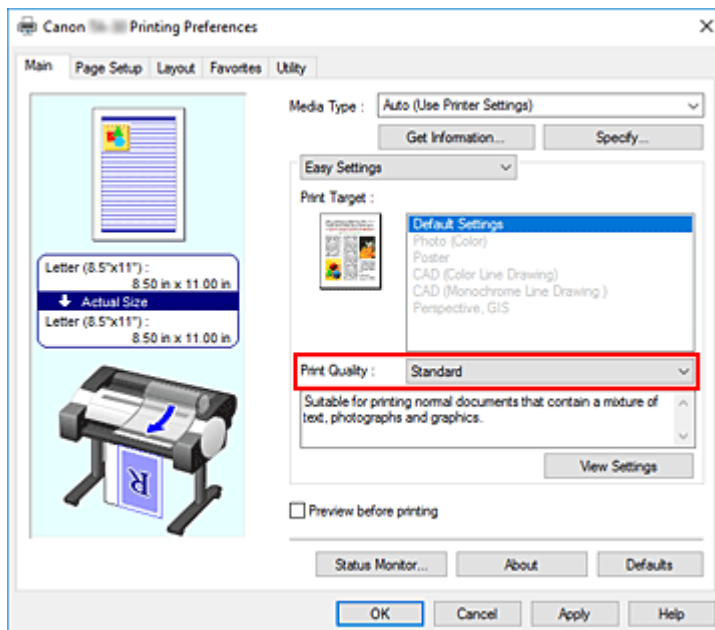 Canon Printing Preferences
Main Page Setup Layout Favorites Utility
Media Type : Auto (Use Printer Settings)
Get Information... Specify...
Easy Settings
Print Target :
Default Settings
Photo (Color)
Poster
CAD (Color Line Drawing)
CAD (Monochrome Line Drawing )
Perspective, GIS
Letter (8.5"x11") :
8.50 in x 11.00 in
Actual Size
Letter (8.5"x11") :
8.50 in x 11.00 in
Print Quality : Standard
Suitable for printing normal documents that contain a mixture of
text, photographs and graphics.
View Settings
R
Preview before printing
Status Monitor... About Defaults
OK Cancel Apply Help